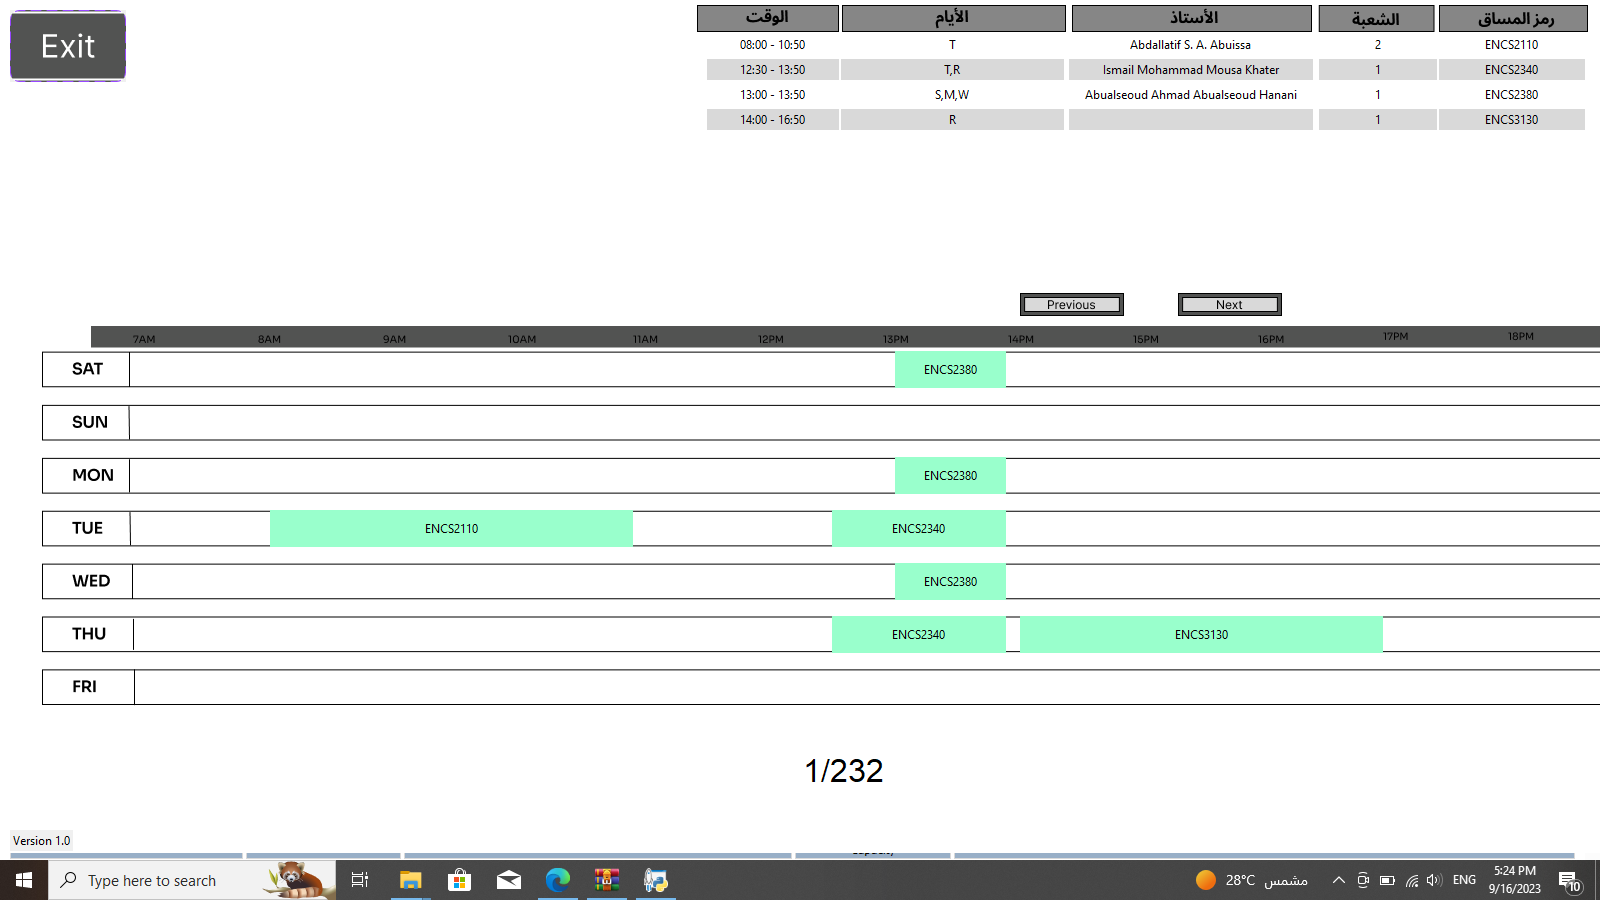 Exit
رمز المساق الشعبة الأستاذ الأيام الوقت
ENCS2110 2 Abdallatif S. A. Abuissa T 08:00 - 10:50
ENCS2340 1 Ismail Mohammad Mousa Khater T,R 12:30 - 13:50
ENCS2380 1 Abualseoud Ahmad Abualseoud Hanani S,M,W 13:00 - 13:50
ENCS3130 1 R 14:00 - 16:50
Previous Next
7AM 8AM 9AM 10AM 11AM 12PM 13PM 14PM 15PM 16PM 17PM 18PM
SAT ENCS2380
SUN
MON ENCS2380
TUE ENCS2110 ENCS2340
WED ENCS2380
THU ENCS2340 ENCS3130
FRI
1/232
Version 1.0
Type here to search
28°C مشمس
ENG
5:24 PM
9/16/2023
10